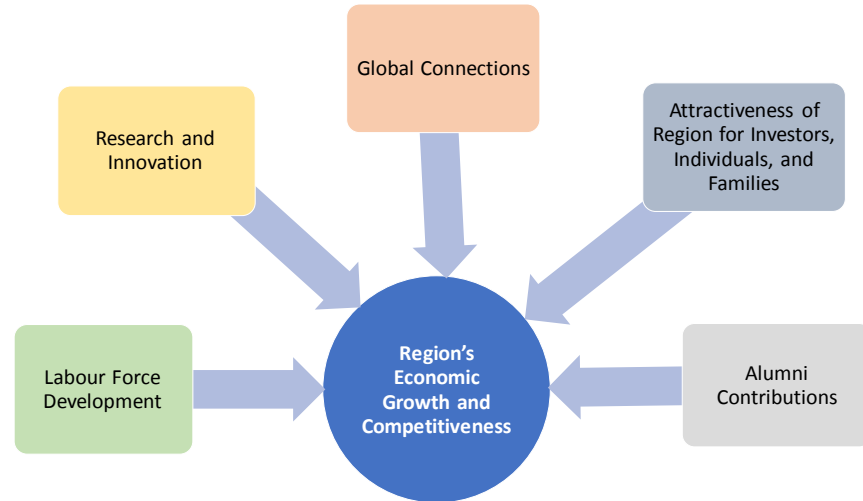 Global Connections
Research and
Innovation
Attractiveness of
Region for Investors,
Individuals, and
Families
Labour Force
Development
Region’s
Economic
Growth and
Competitiveness
Alumni
Contributions